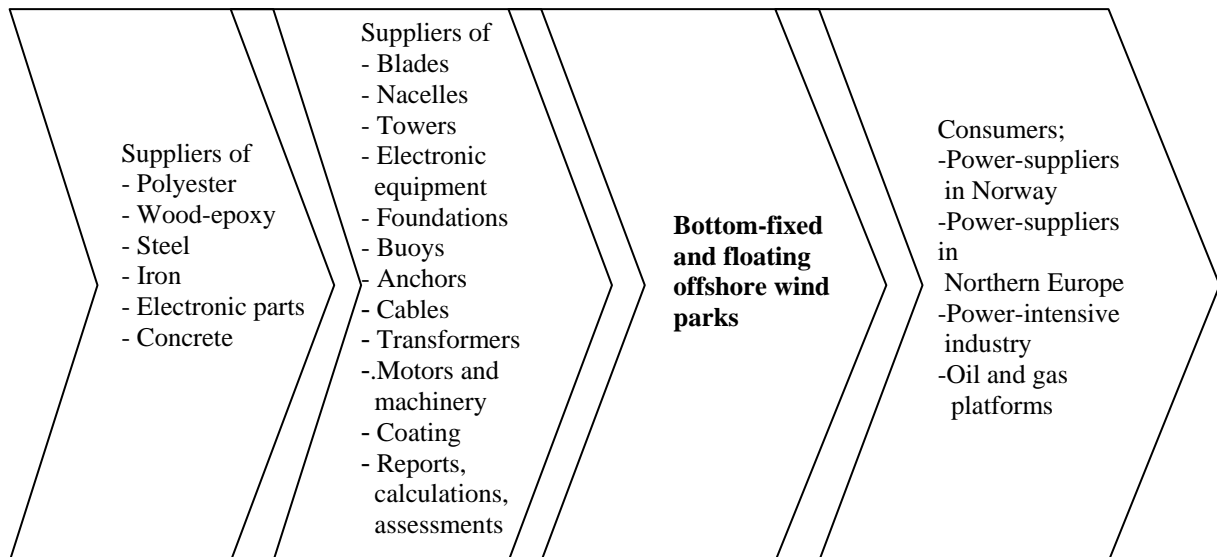 Suppliers of
- Polyester
- Wood-epoxy
- Steel
- Iron
- Electronic parts
- Concrete
Suppliers of
- Blades
- Nacelles
- Towers
- Electronic
equipment
- Foundations
- Buoys
- Anchors
- Cables
- Transformers
-.Motors and
machinery
- Coating
- Reports,
calculations,
assessments
Bottom-fixed
and floating
offshore wind
parks
Consumers;
-Power-suppliers
in Norway
-Power-suppliers
in
Northern Europe
-Power-intensive
industry
-Oil and gas
platforms